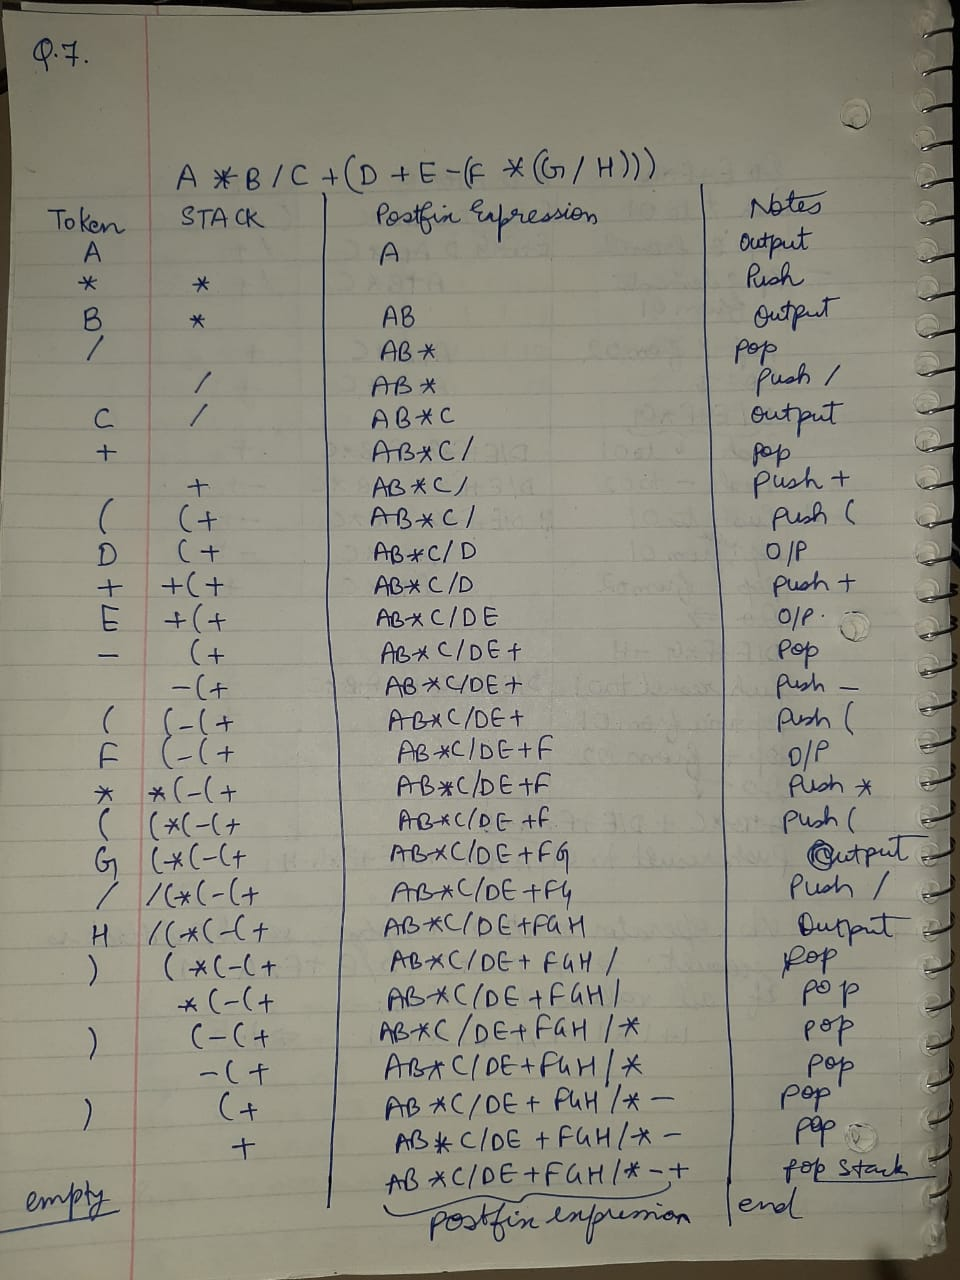 Q.7.
A * B / C + (D + E - (F * (G / H)))
Token STACK Postfin Expression Notes
A A output
* * Push
B * AB Output
/ AB* pop
/ AB* Push /
C / AB*C Output
+ AB*C/ pop
+ AB*C/ Push +
( (+ AB*C/ push (
D (+ AB*C/D O/P
+ +(+ AB*C/D push +
E +(+ AB*C/DE O/P.
- (+ AB*C/DE+ Pop
-(+ AB*C/DE+ Push -
( (-(+ AB*C/DE+ Push (
F (-(+ AB*C/DE+F O/P
* *(-(+ AB*C/DE+F Push *
( (*(-(+ AB*C/DE+F Push (
G (*(-(+ AB*C/DE+FG Output
/ /(*(-(+ AB*C/DE+FG Push /
H /(*(-(+ AB*C/DE+FGH Output
) (*(-(+ AB*C/DE+FGH/ Pop
*(-(+ AB*C/DE+FGH/ pop
) (-(+ AB*C/DE+FGH/* pop
-(+ AB*C/DE+FGH/* pop
) (+ AB*C/DE+FGH/*- pop
+ AB*C/DE+FGH/*- pop
AB*C/DE+FGH/*-+ pop stack
empty postfin enpression end